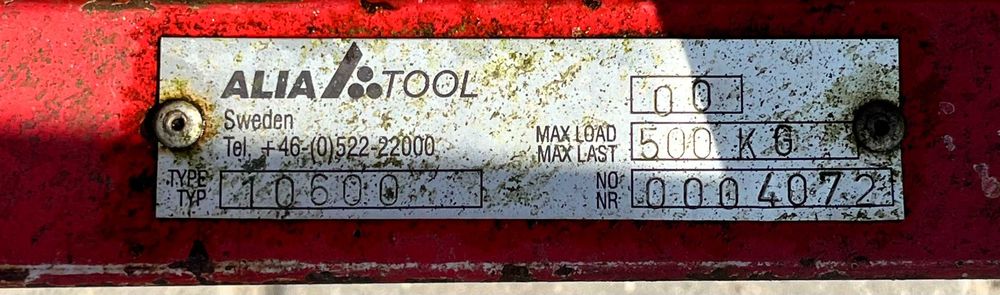 ALIA TOOL
Sweden
Tel. +46-(0)522-22000
TYPE
TYP
10600
00
MAX LOAD
MAX LAST
500 KG
NO
NR
0004072